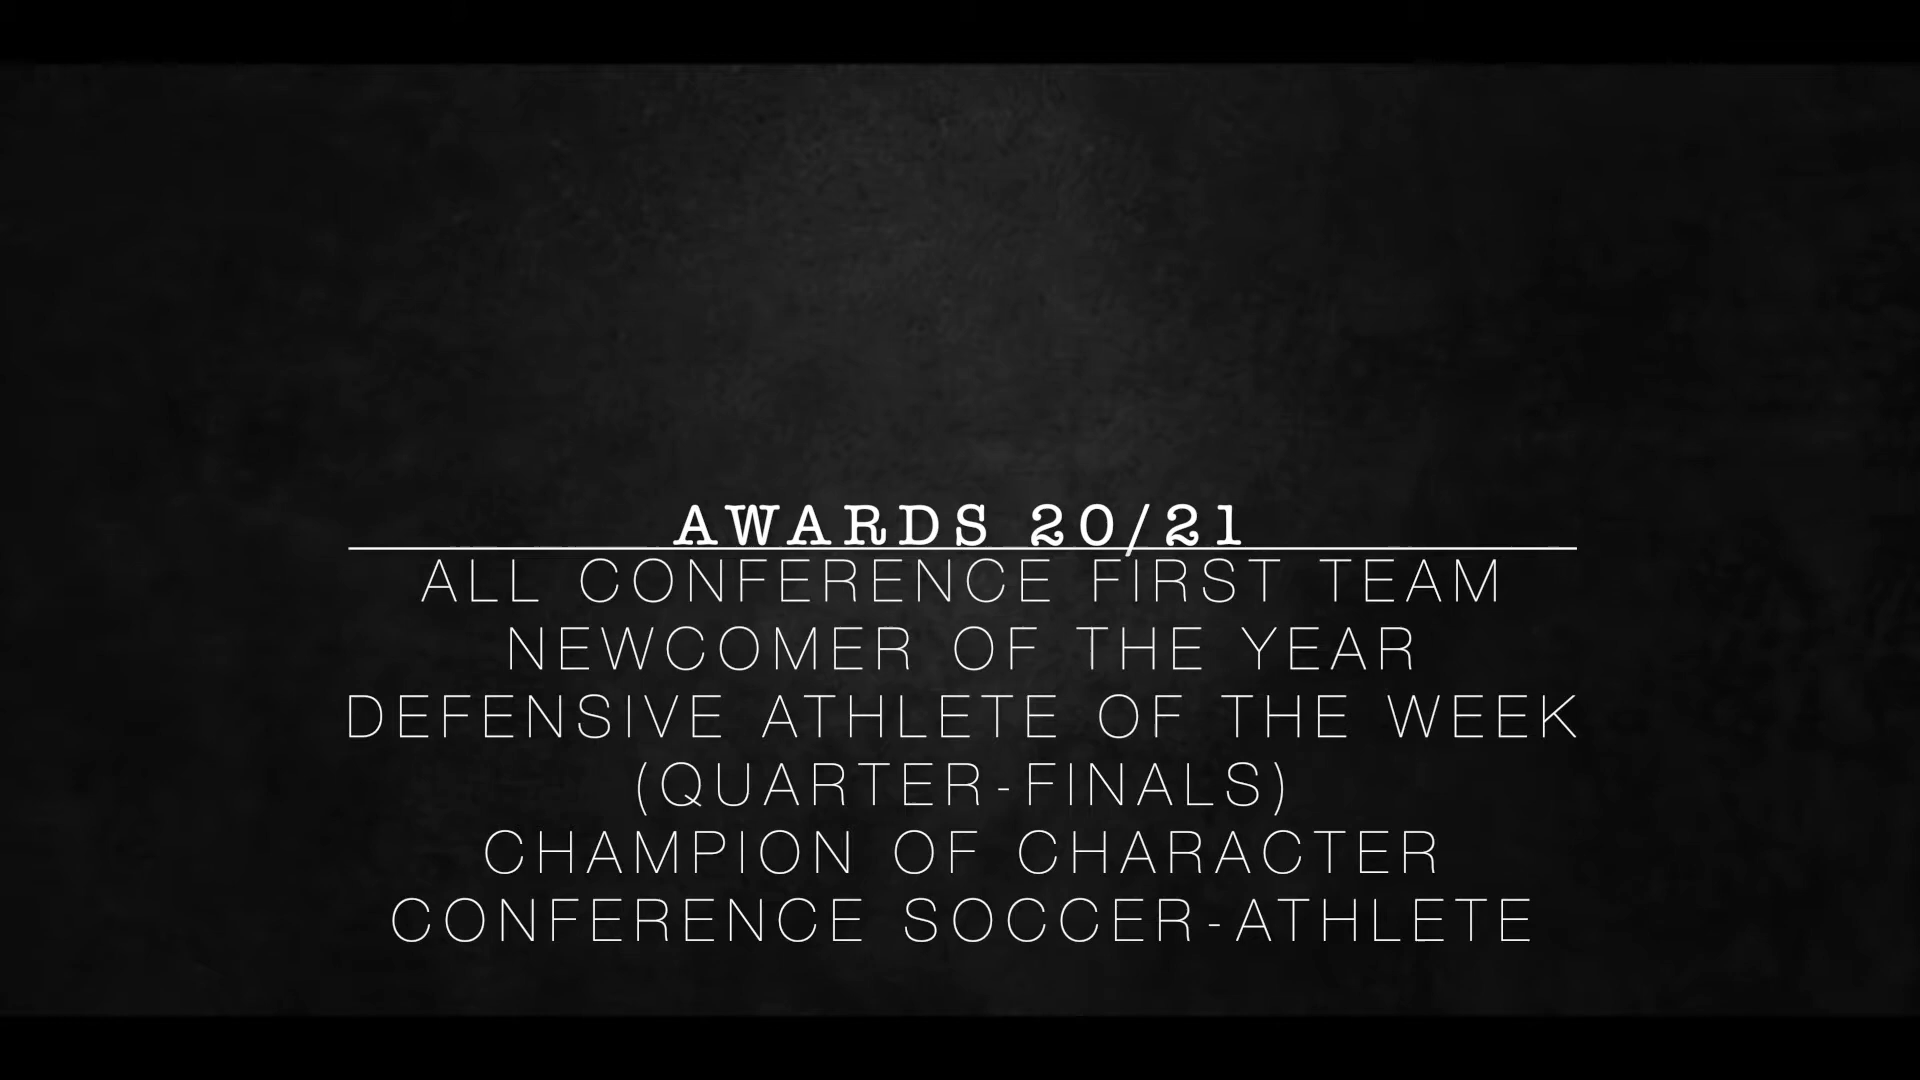 AWARDS 20/21
ALL CONFERENCE FIRST TEAM
NEWCOMER OF THE YEAR
DEFENSIVE ATHLETE OF THE WEEK
(QUARTER-FINALS)
CHAMPION OF CHARACTER
CONFERENCE SOCCER-ATHLETE